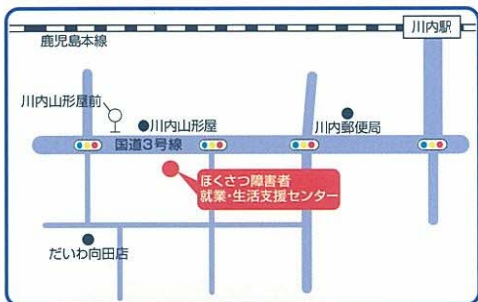 川内駅
鹿児島本線
川内山形屋前
川内山形屋
川内郵便局
国道3号線
ほくさつ障害者
就業・生活支援センター
だいわ向田店